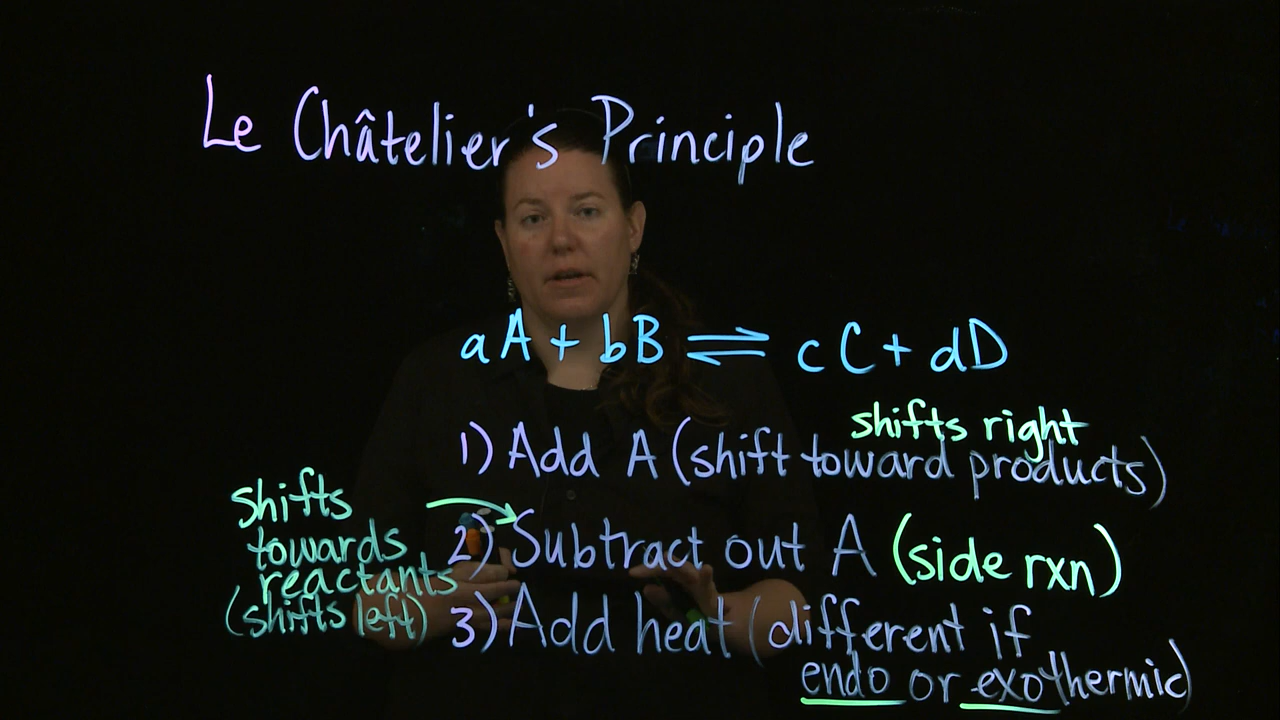 Le Châtelier's Principle
aA + bB ⇌ cC + dD
shifts right
1) Add A (shift toward products)
shifts
towards
reactants
(shifts left)
2) Subtract out A (side rxn)
3) Add heat (different if
endo or exothermic)